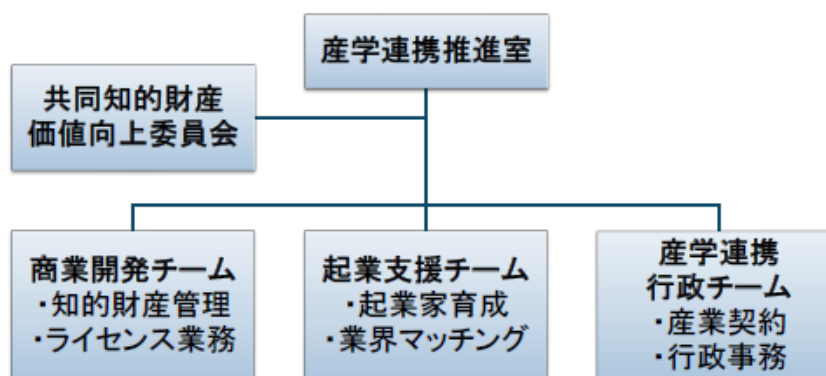 産学連携推進室
共同知的財産
価値向上委員会
商業開発チーム
・知的財産管理
・ライセンス業務
起業支援チーム
・起業家育成
・業界マッチング
産学連携
行政チーム
・産業契約
・行政事務